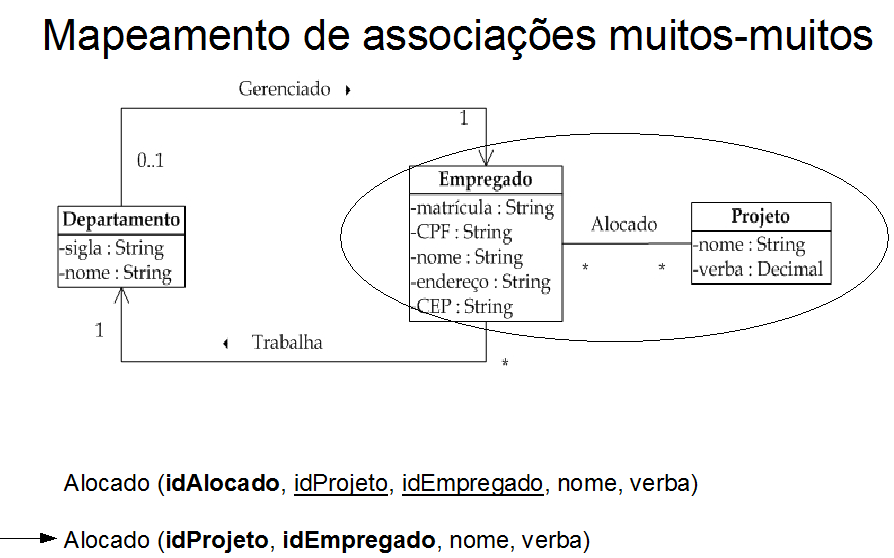 Mapeamento de associações muitos-muitos
Gerenciado
1
0..1
Empregado
-matrícula : String
-CPF : String
-nome : String
-endereço : String
-CEP : String
Departamento
-sigla : String
-nome : String
Alocado
*
*
Projeto
-nome : String
-verba : Decimal
1
Trabalha
*
Alocado (idAlocado, idProjeto, idEmpregado, nome, verba)
Alocado (idProjeto, idEmpregado, nome, verba)